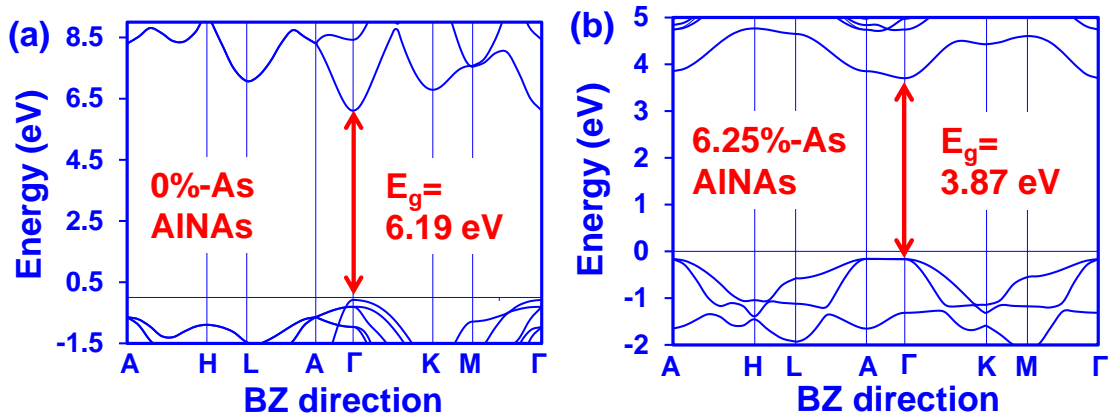 (a)
Energy (eV)
8.5
6.5
4.5
2.5
0.5
-1.5
0%-As
AlNAs
E_g=
6.19 eV
A H L A Γ K M Γ
BZ direction
(b)
Energy (eV)
5
4
3
2
1
0
-1
-2
6.25%-As
AlNAs
E_g=
3.87 eV
A H L A Γ K M Γ
BZ direction